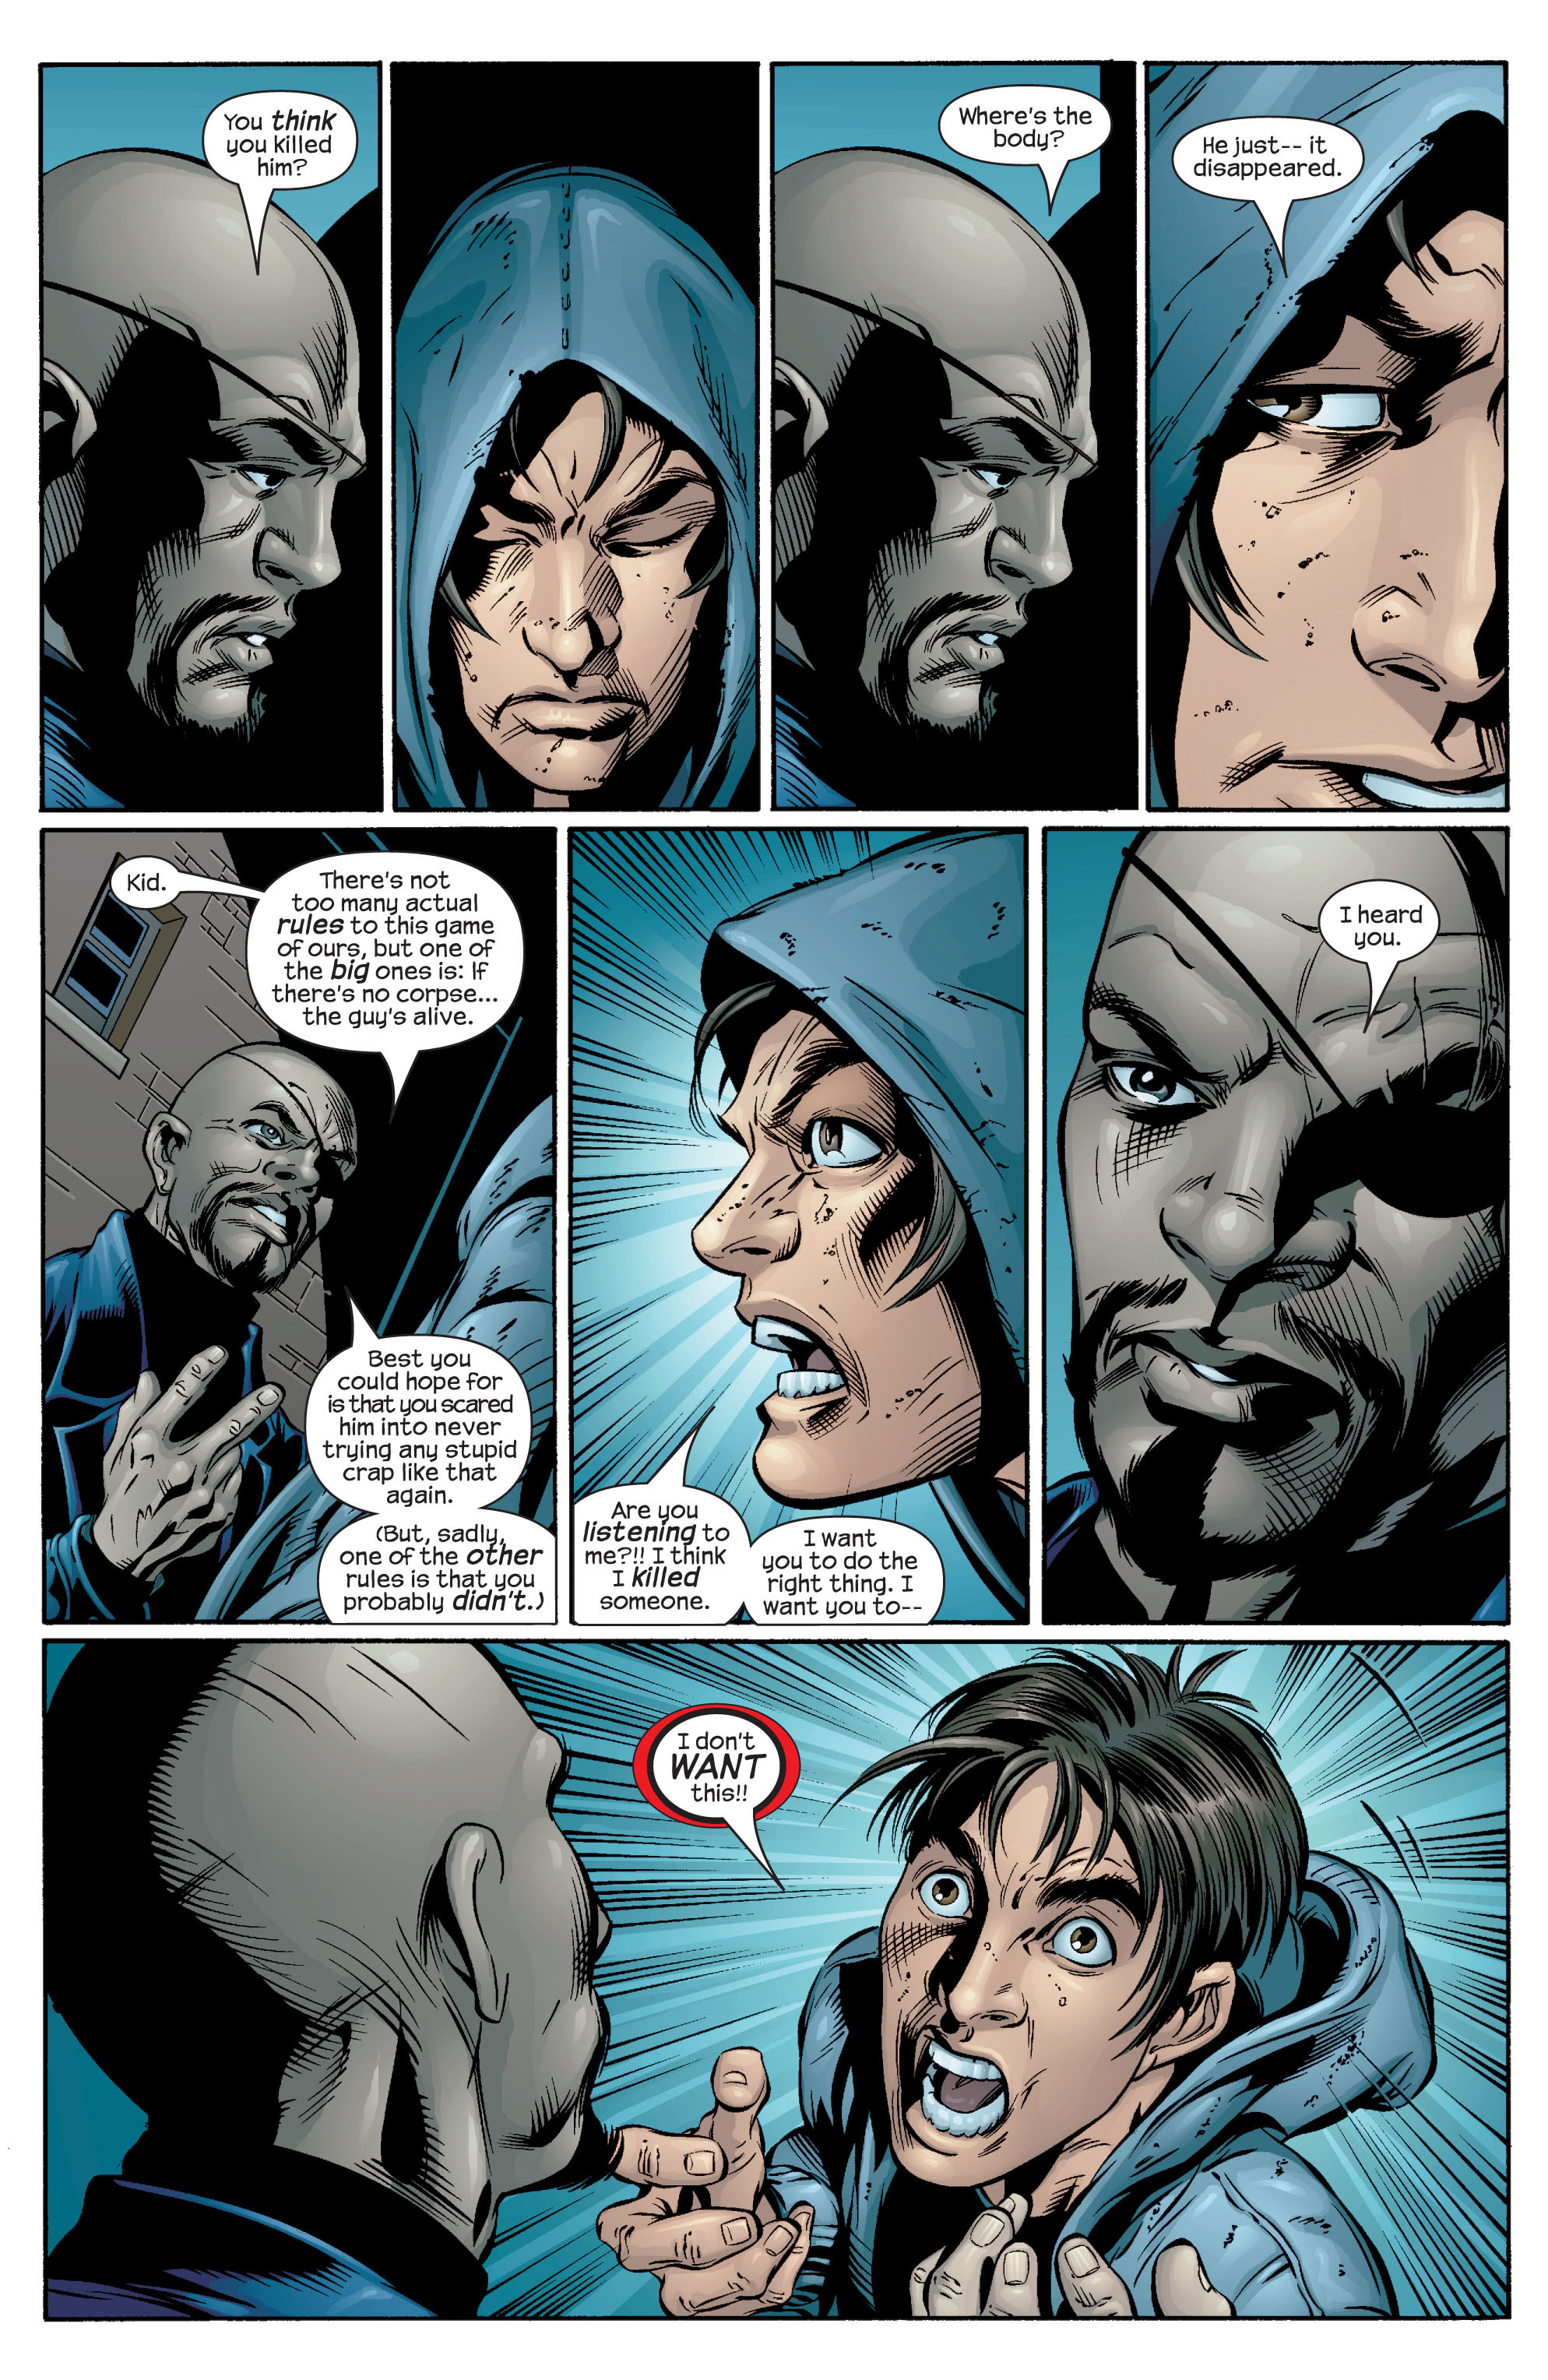 You think
you killed
him?
Where's the
body?
He just-- it
disappeared.
Kid.
There's not
too many actual
rules to this game
of ours, but one of
the big ones is: If
there's no corpse...
the guy's alive.
Best you
could hope for
is that you scared
him into never
trying any stupid
crap like that
again.
(But, sadly,
one of the other
rules is that you
probably didn't.)
Are you
listening to
me?!! I think
I killed
someone.
I want
you to do the
right thing. I
want you to--
I heard
you.
I don't
WANT
this!!